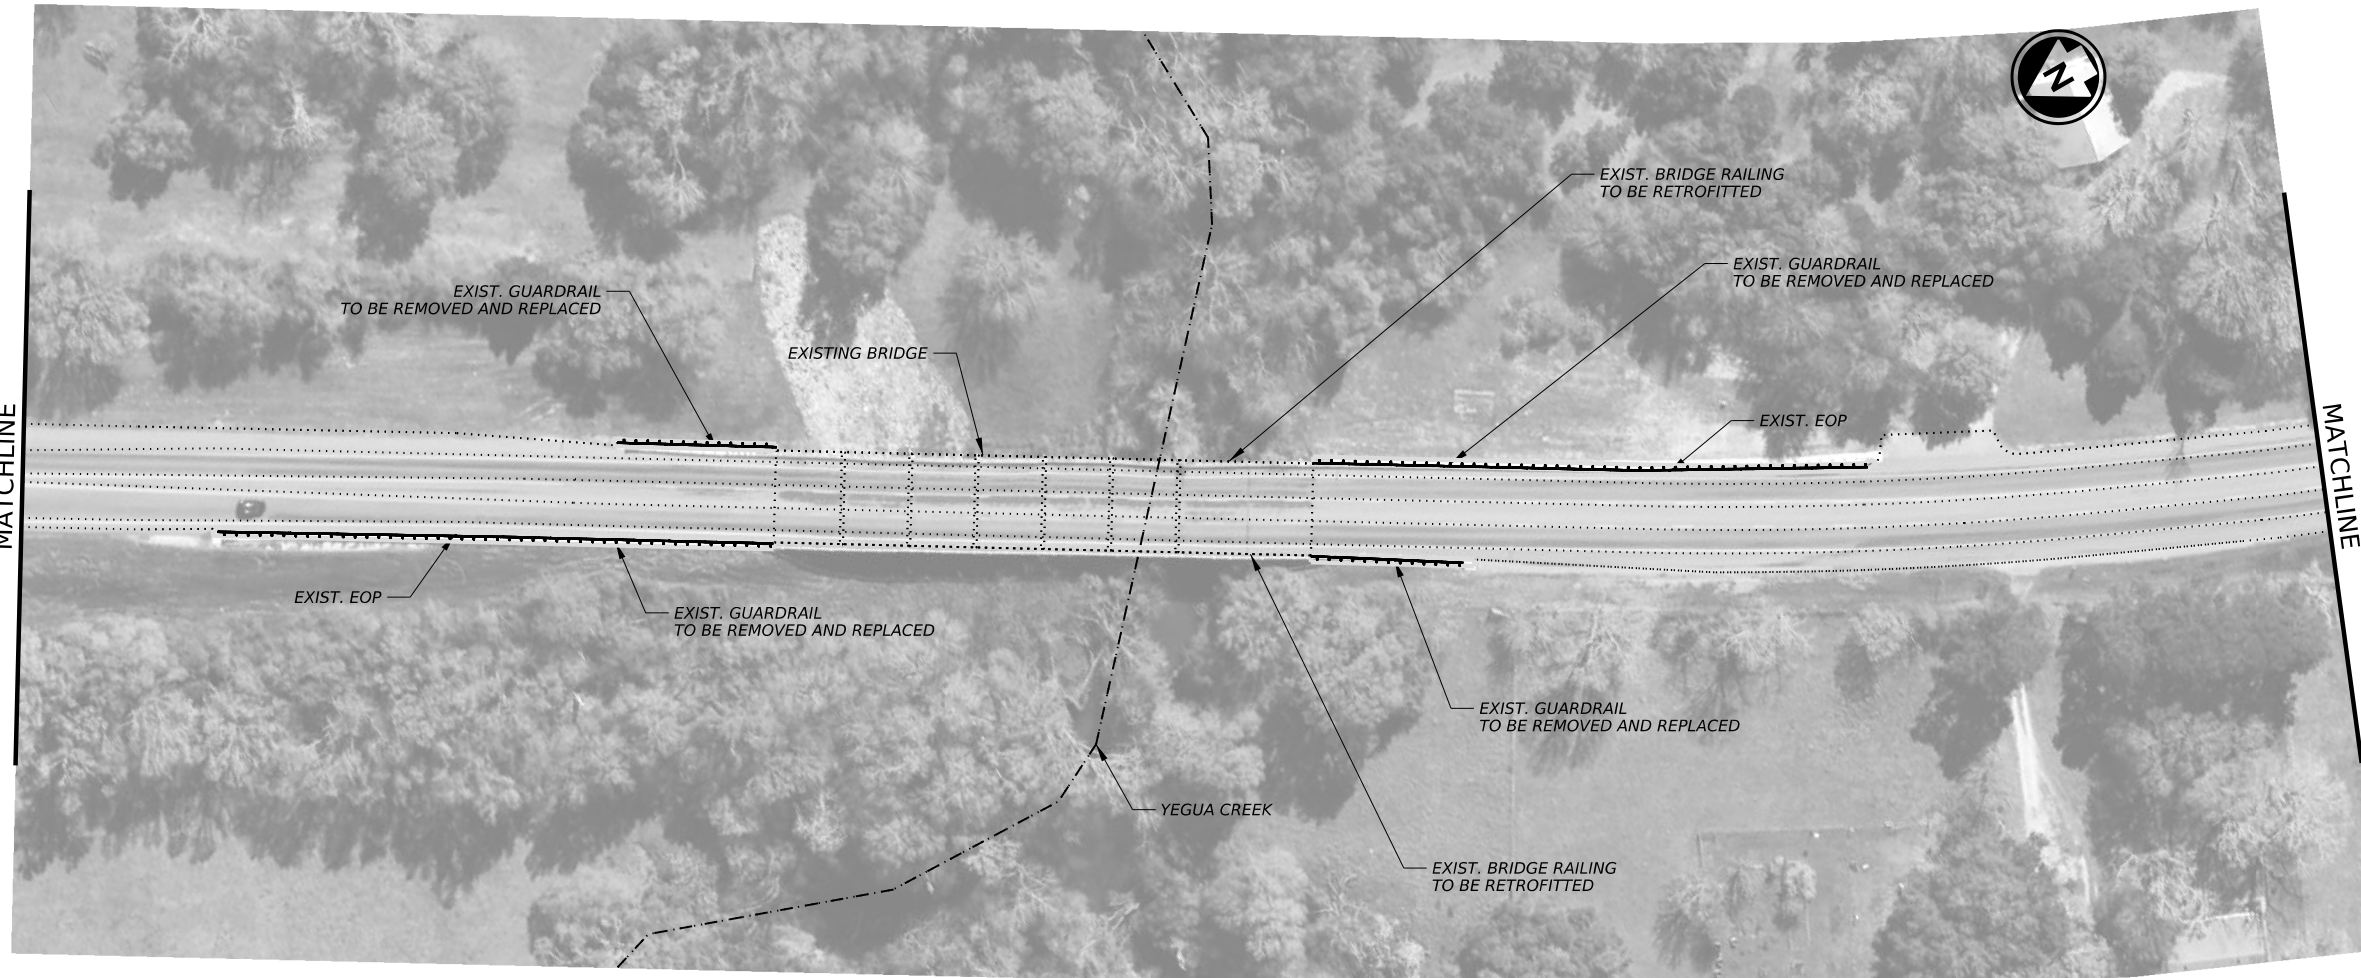 N
EXIST. BRIDGE RAILING
TO BE RETROFITTED
EXIST. GUARDRAIL
TO BE REMOVED AND REPLACED
EXIST. GUARDRAIL
TO BE REMOVED AND REPLACED
EXISTING BRIDGE
EXIST. EOP
MATCHLINE
MATCHLINE
EXIST. EOP
EXIST. GUARDRAIL
TO BE REMOVED AND REPLACED
EXIST. GUARDRAIL
TO BE REMOVED AND REPLACED
YEGUA CREEK
EXIST. BRIDGE RAILING
TO BE RETROFITTED